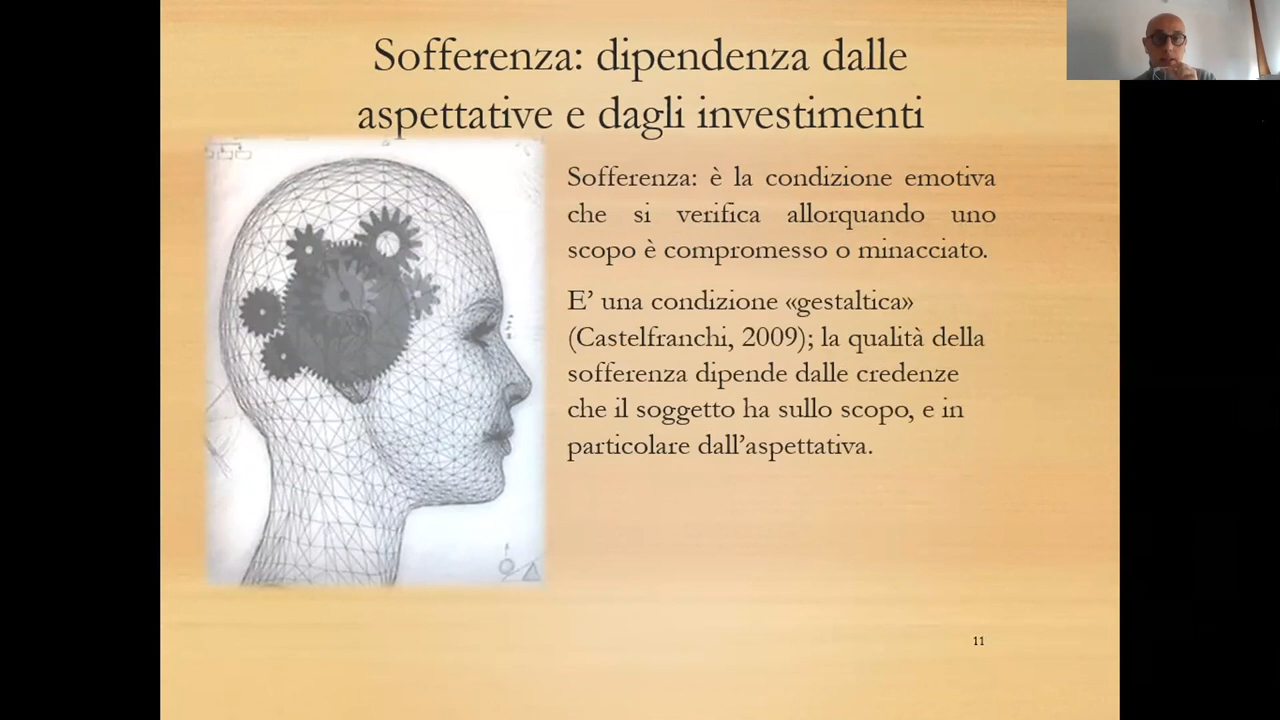 Sofferenza: dipendenza dalle
aspettative e dagli investimenti
Sofferenza: è la condizione emotiva
che si verifica allorquando uno
scopo è compromesso o minacciato.
E’ una condizione «gestaltica»
(Castelfranchi, 2009); la qualità della
sofferenza dipende dalle credenze
che il soggetto ha sullo scopo, e in
particolare dall’aspettativa.
11